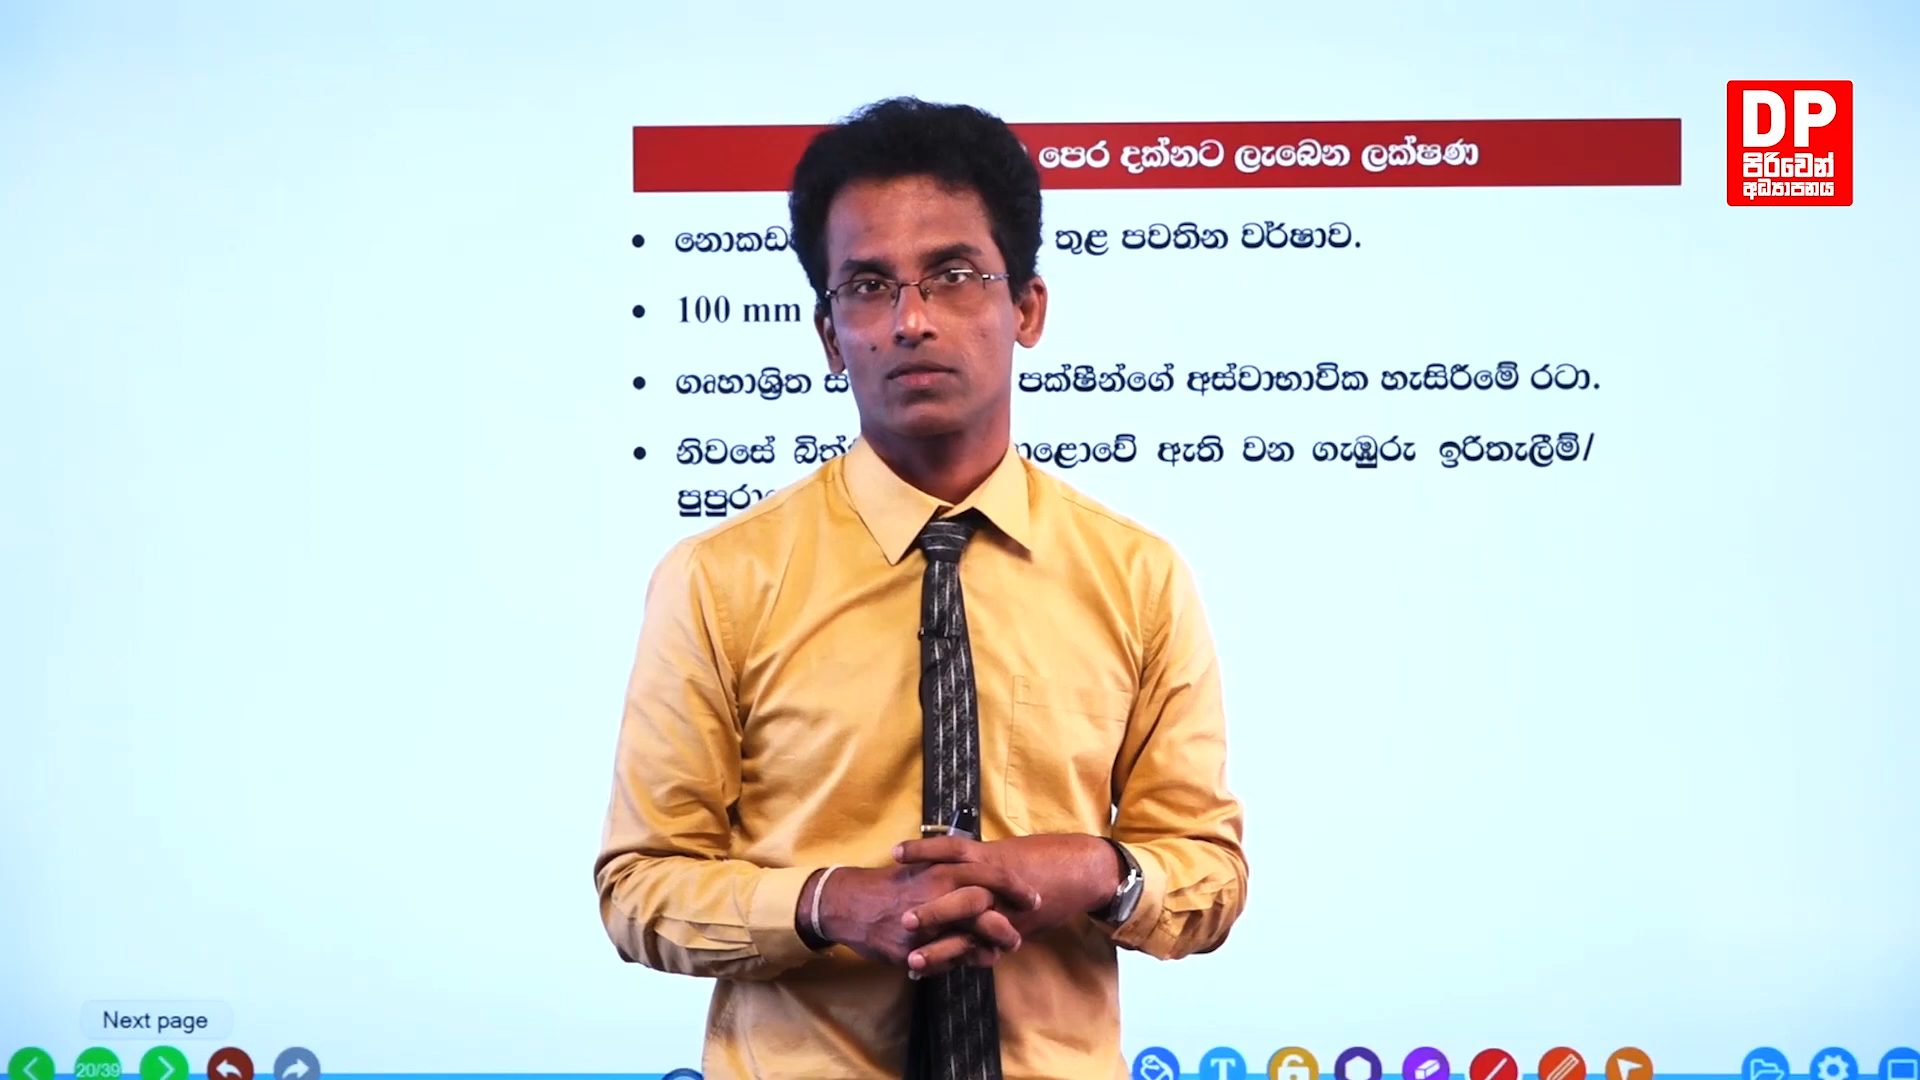 DP
පිරිවෙන්
අධ්‍යාපනය
පෙර දක්නට ලැබෙන ලක්ෂණ
• තුළ පවතින වර්ෂාව.
• 100 mm
• ගෘහාශ්‍රිත පක්ෂීන්ගේ අස්වාභාවික හැසිරීමේ රටා.
• නිවසේ ඇති වන ගැඹුරු ඉරිතැලීම්/
Next page
20/39
T